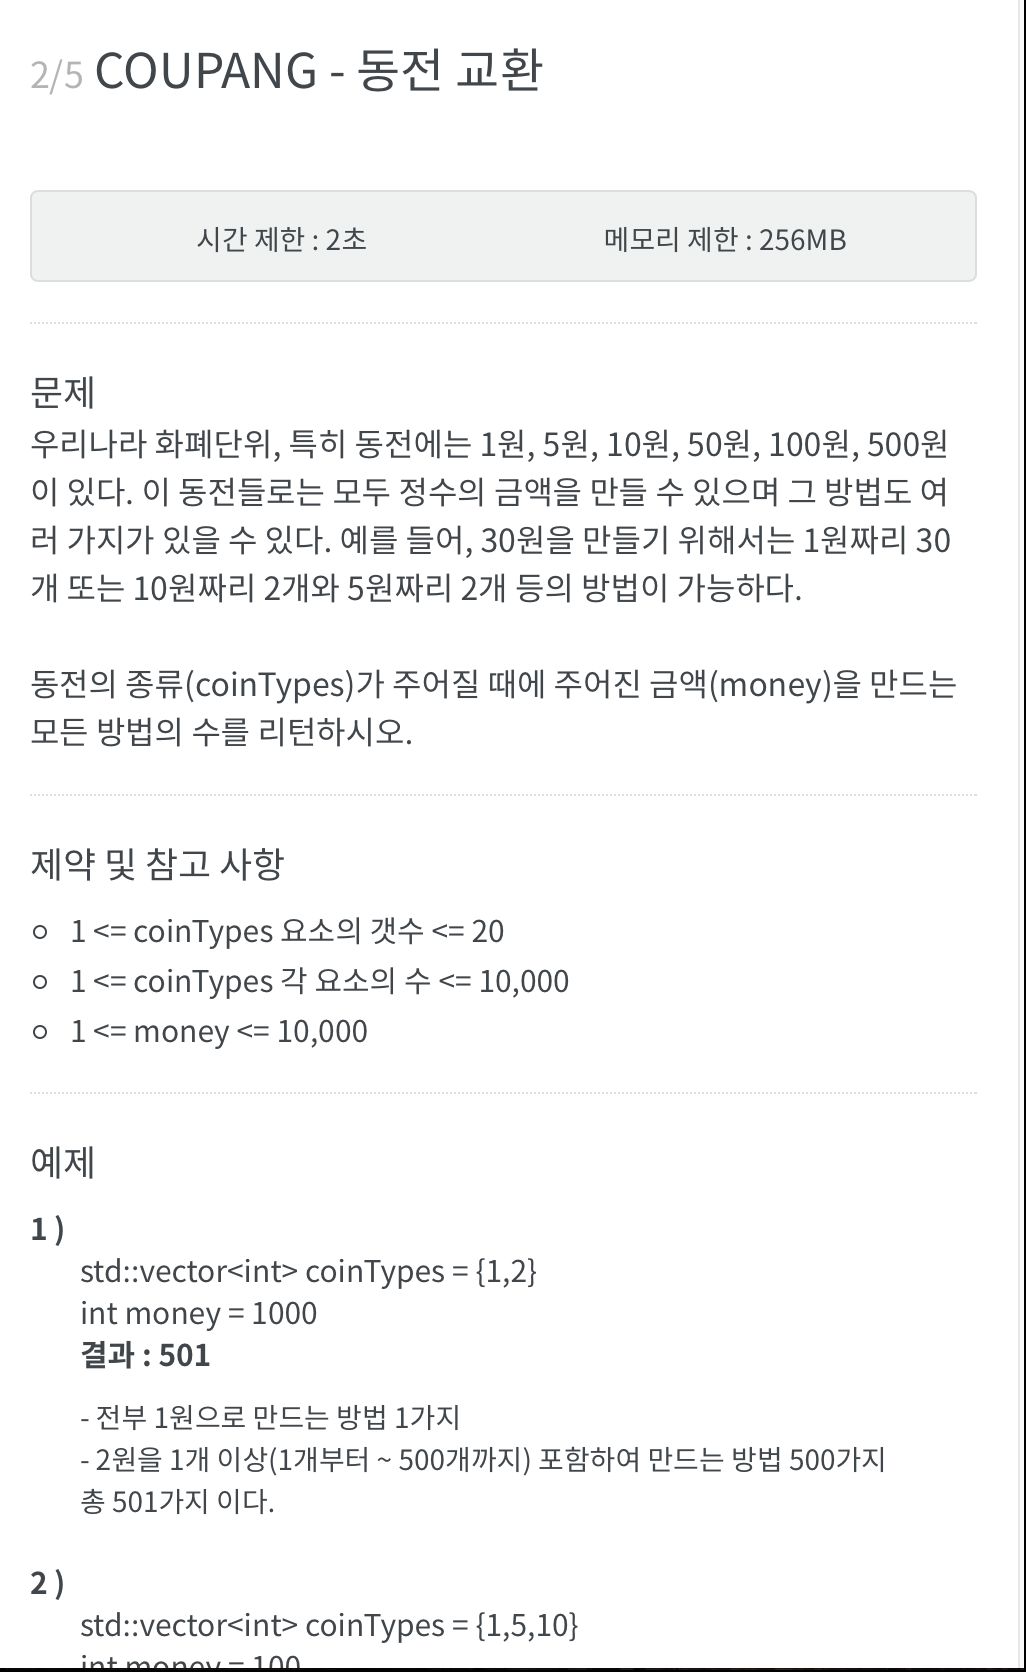 2/5 COUPANG - 동전 교환
시간 제한 : 2초 메모리 제한 : 256MB
문제
우리나라 화폐단위, 특히 동전에는 1원, 5원, 10원, 50원, 100원, 500원
이 있다. 이 동전들로는 모두 정수의 금액을 만들 수 있으며 그 방법도 여
러 가지가 있을 수 있다. 예를 들어, 30원을 만들기 위해서는 1원짜리 30
개 또는 10원짜리 2개와 5원짜리 2개 등의 방법이 가능하다.
동전의 종류(coinTypes)가 주어질 때에 주어진 금액(money)을 만드는
모든 방법의 수를 리턴하시오.
제약 및 참고 사항
○ 1 <= coinTypes 요소의 갯수 <= 20
○ 1 <= coinTypes 각 요소의 수 <= 10,000
○ 1 <= money <= 10,000
예제
1 )
std::vector<int> coinTypes = {1,2}
int money = 1000
결과 : 501
- 전부 1원으로 만드는 방법 1가지
- 2원을 1개 이상(1개부터 ~ 500개까지) 포함하여 만드는 방법 500가지
총 501가지 이다.
2 )
std::vector<int> coinTypes = {1,5,10}
int money = 100